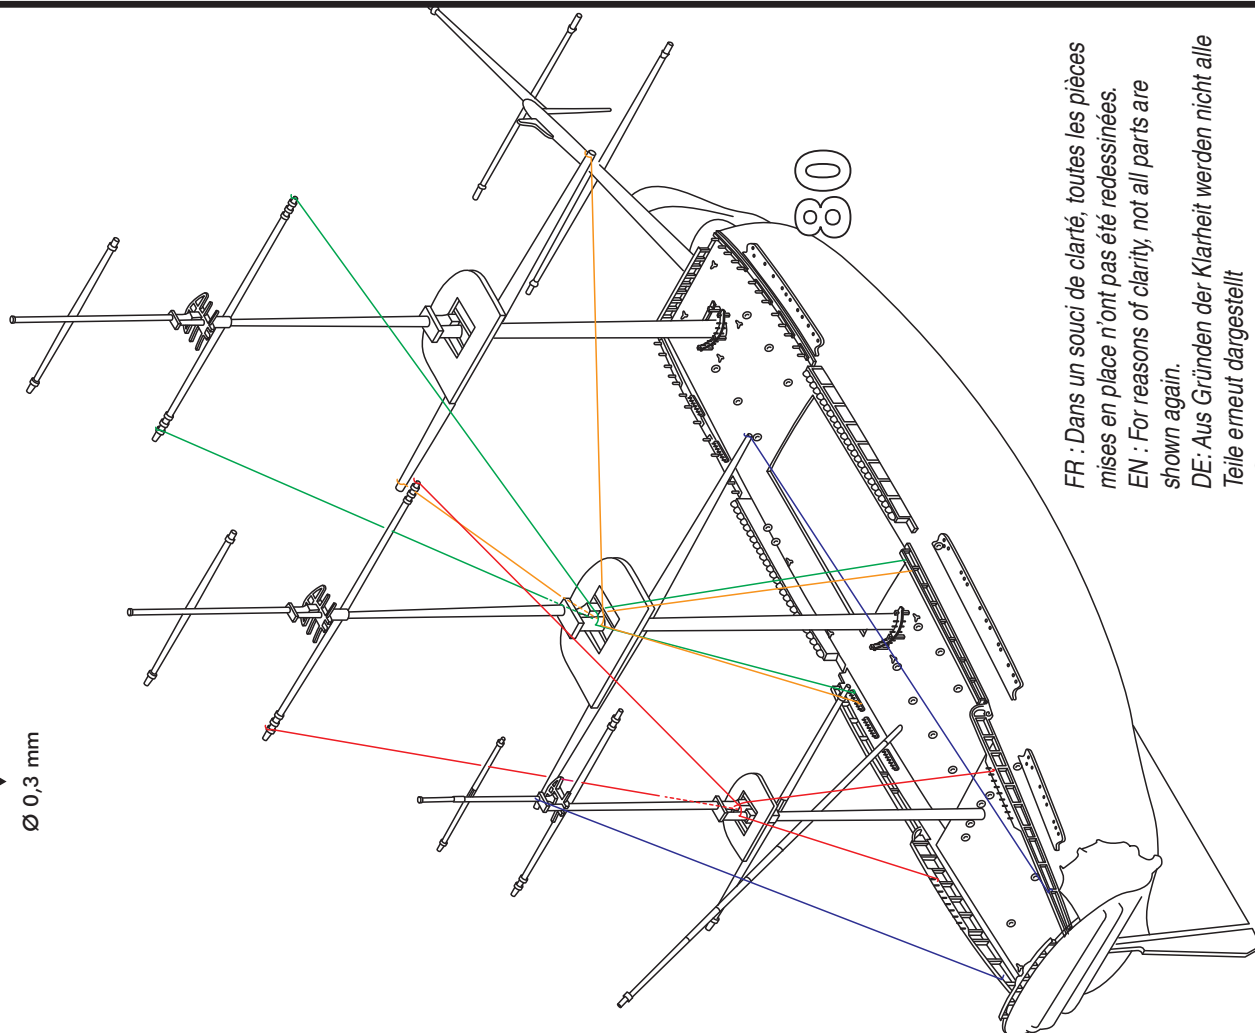 Ø 0,3 mm
80
FR : Dans un souci de clarté, toutes les pièces
mises en place n'ont pas été redessinées.
EN : For reasons of clarity, not all parts are
shown again.
DE: Aus Gründen der Klarheit werden nicht alle
Teile erneut dargestellt